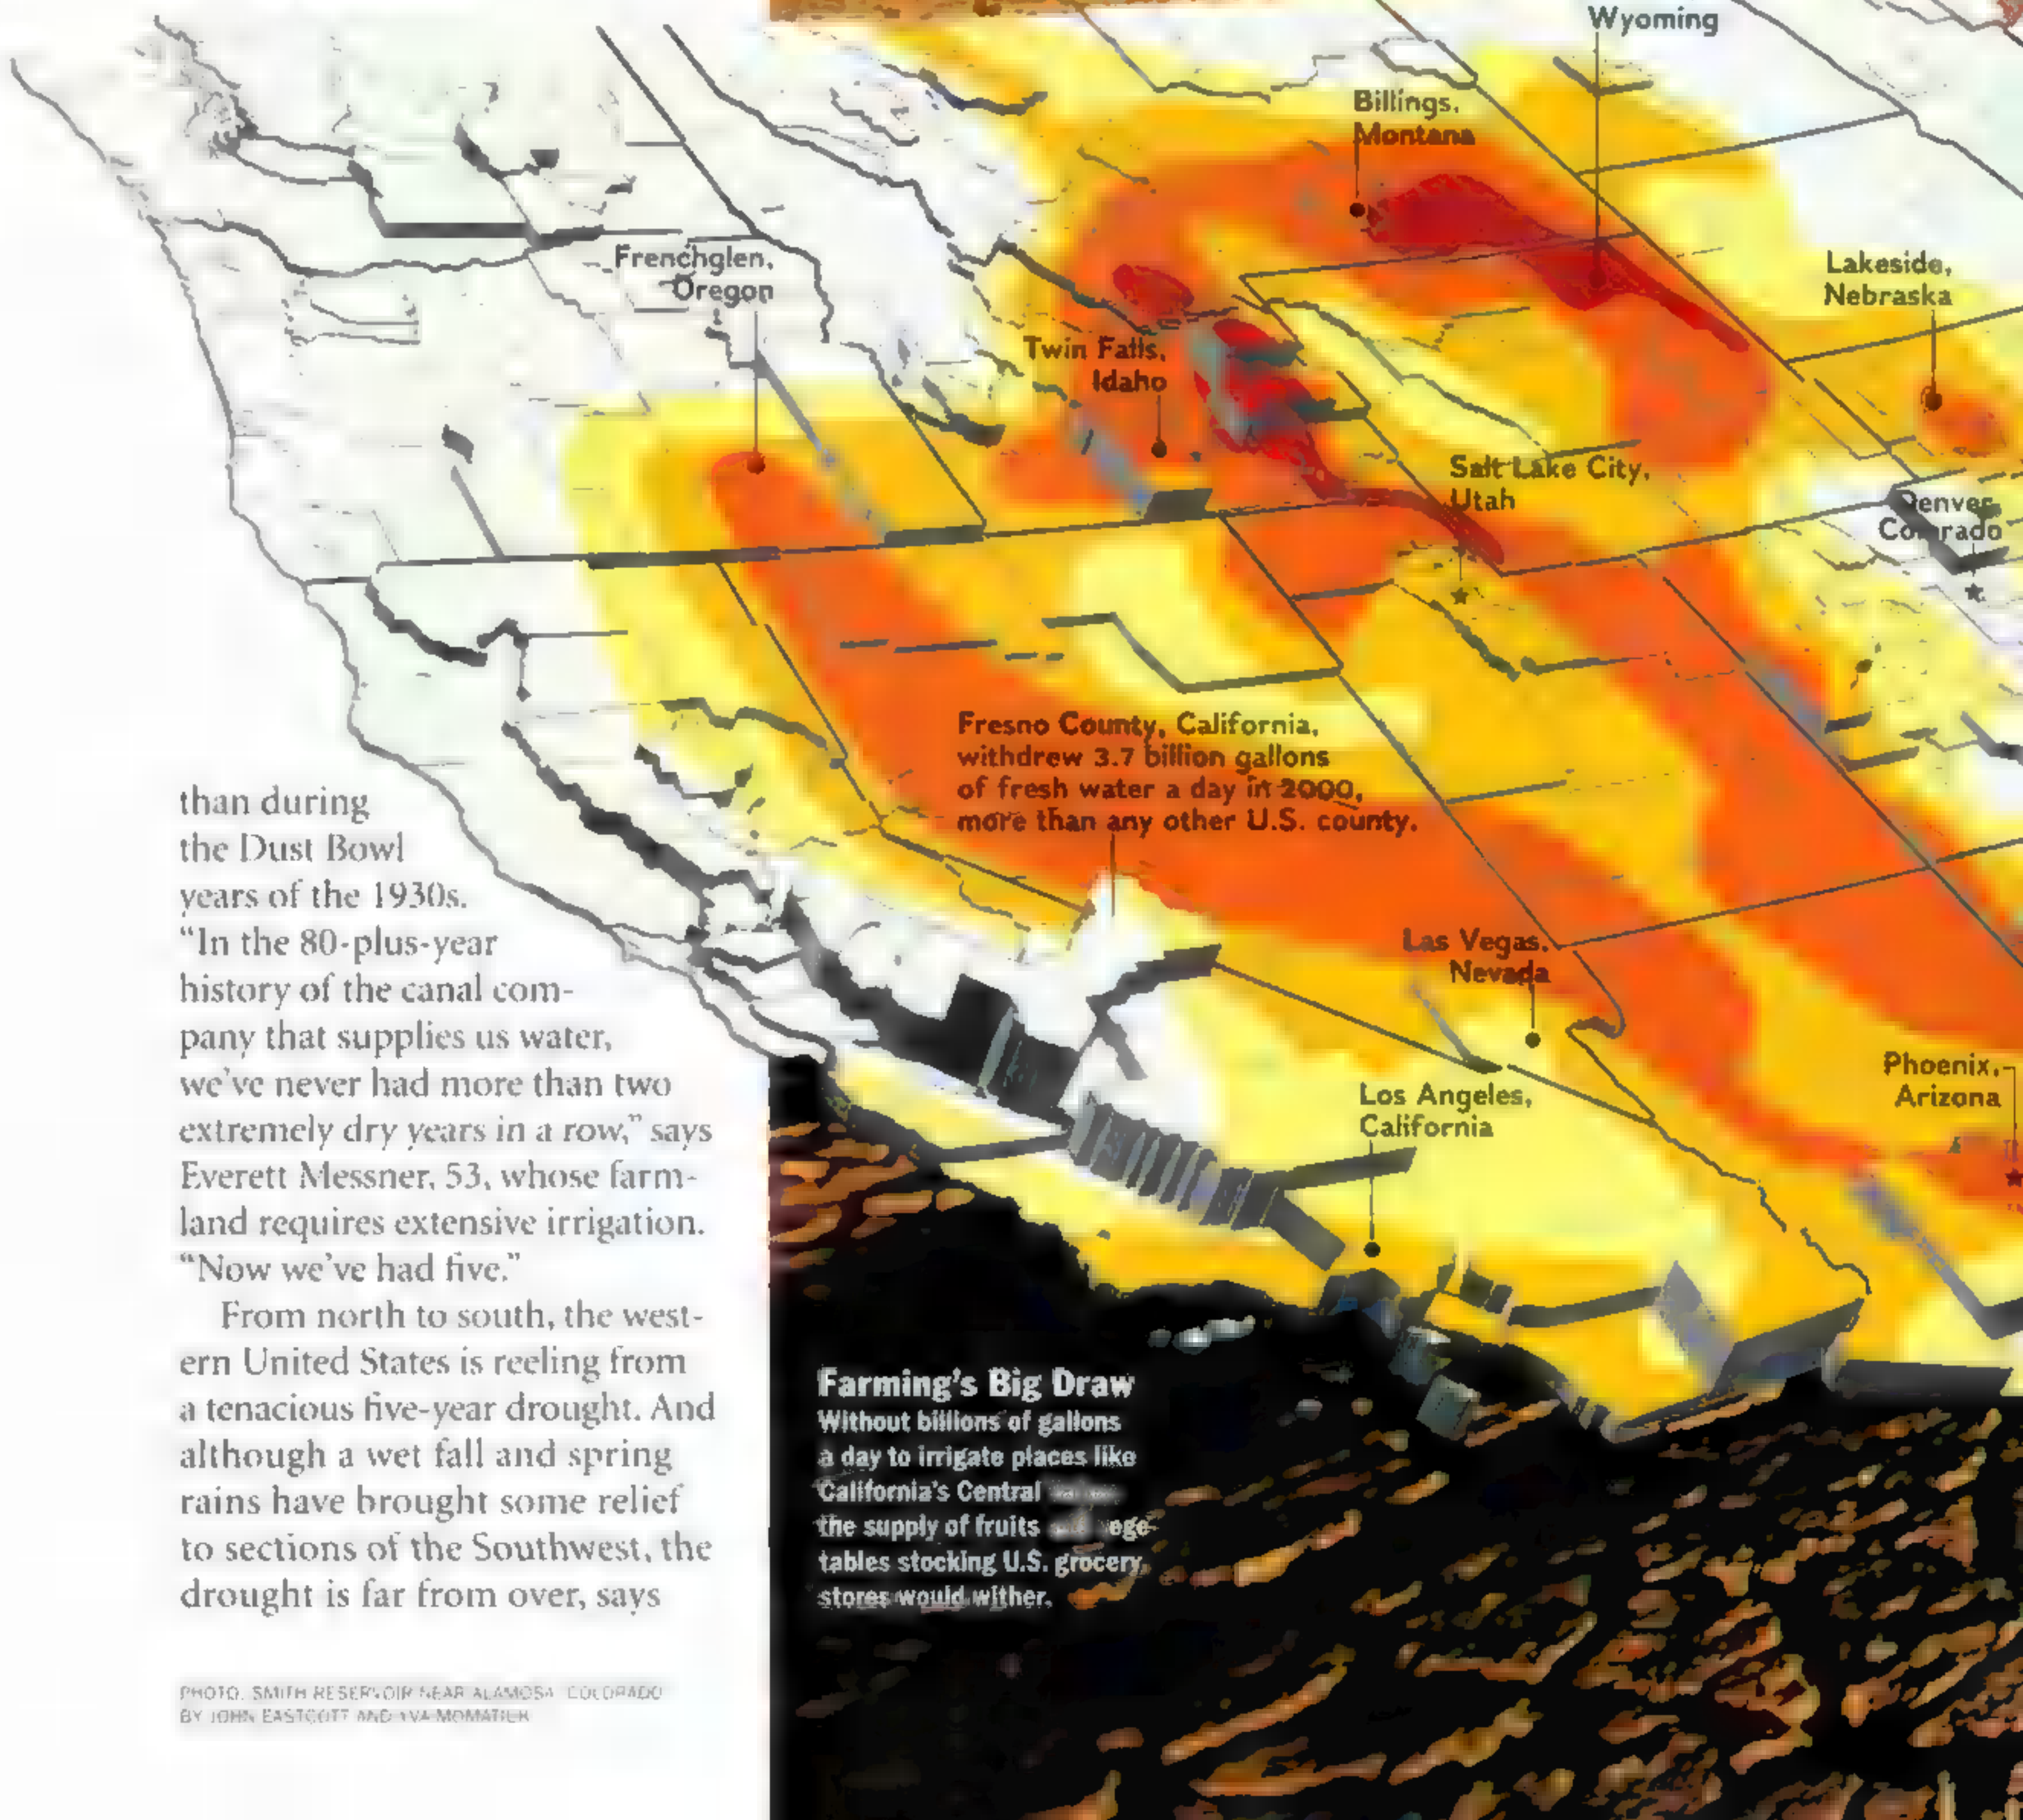 Wyoming
Billings,
Montana
Frenchglen,
Oregon
Lakeside,
Nebraska
Twin Falls,
Idaho
Salt Lake City,
Utah
Denver,
Colorado
Fresno County, California,
withdrew 3.7 billion gallons
of fresh water a day in 2000,
more than any other U.S. county.
Las Vegas,
Nevada
Phoenix,
Arizona
Los Angeles,
California
than during
the Dust Bowl
years of the 1930s.
“In the 80-plus-year
history of the canal com-
pany that supplies us water,
we’ve never had more than two
extremely dry years in a row,” says
Everett Messner, 53, whose farm-
land requires extensive irrigation.
“Now we’ve had five.”
From north to south, the west-
ern United States is reeling from
a tenacious five-year drought. And
although a wet fall and spring
rains have brought some relief
to sections of the Southwest, the
drought is far from over, says
PHOTO: SMITH RESERVOIR NEAR ALAMOSA, COLORADO
BY JOHN EASTCOTT AND YVA MOMATIUK
Farming’s Big Draw
Without billions of gallons
a day to irrigate places like
California’s Central
the supply of fruits vege-
tables stocking U.S. grocery
stores would wither.